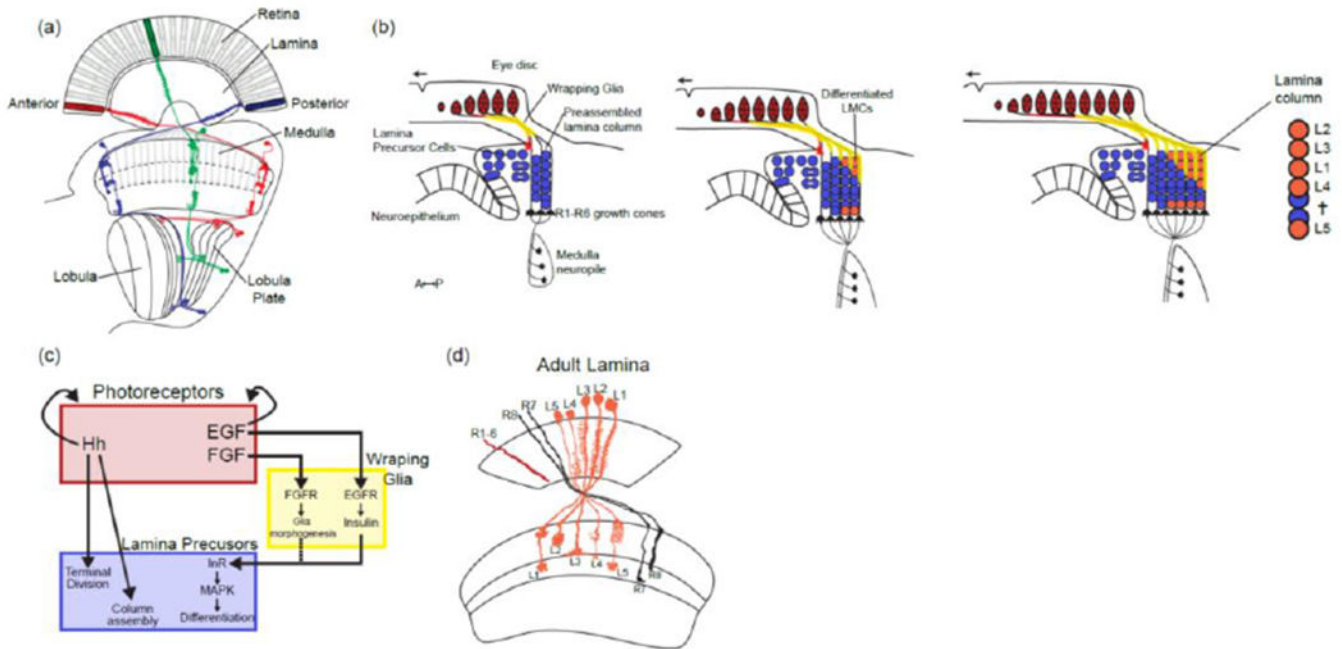 (a)
Retina
Lamina
Anterior
Posterior
Medulla
Lobula
Lobula
Plate
(b)
Eye disc
Wrapping Glia
Preassembled
lamina column
Lamina
Precursor Cells
Neuroepithelium
R1-R6 growth cones
Medulla
neuropile
A↔P
Differentiated
LMCs
Lamina
column
L2
L3
L1
L4
†
L5
(c)
Photoreceptors
Hh
EGF
FGF
Wraping
Glia
FGFR
EGFR
Glia
morphogenesis
Insulin
Lamina Precusors
Terminal
Division
Column
assembly
InR
MAPK
Differentiation
(d)
Adult Lamina
R1-6
R8
R7
L5
L4
L3
L2
L1
L1
L2
L3
L4
L5
R7
R8